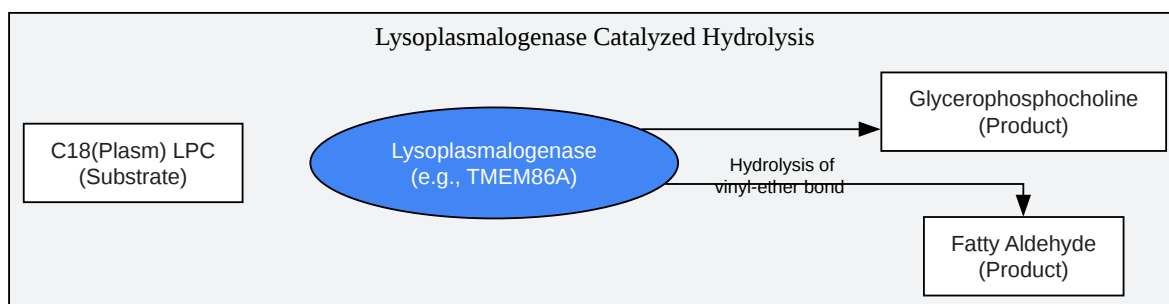 Lysoplasmalogenase Catalyzed Hydrolysis
C18(Plasm) LPC
(Substrate)
Lysoplasmalogenase
(e.g., TMEM86A)
Glycerophosphocholine
(Product)
Hydrolysis of
vinyl-ether bond
Fatty Aldehyde
(Product)